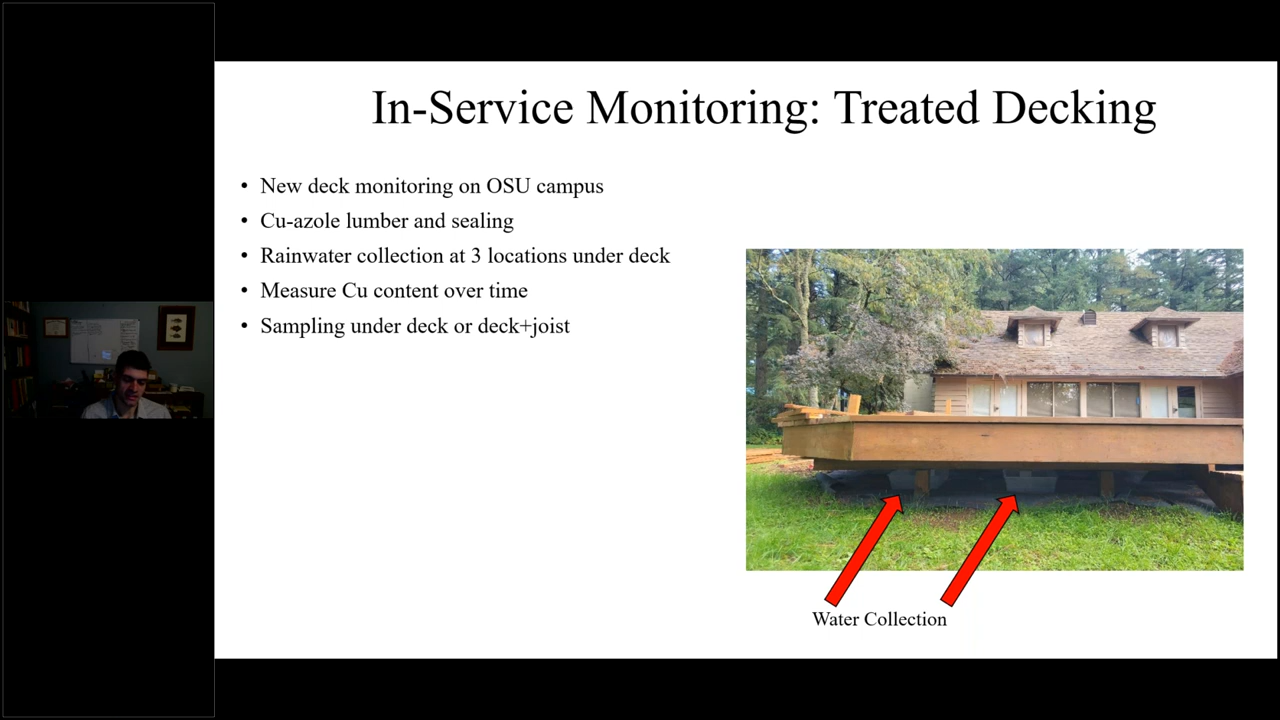 In-Service Monitoring: Treated Decking
• New deck monitoring on OSU campus
• Cu-azole lumber and sealing
• Rainwater collection at 3 locations under deck
• Measure Cu content over time
• Sampling under deck or deck+joist
Water Collection